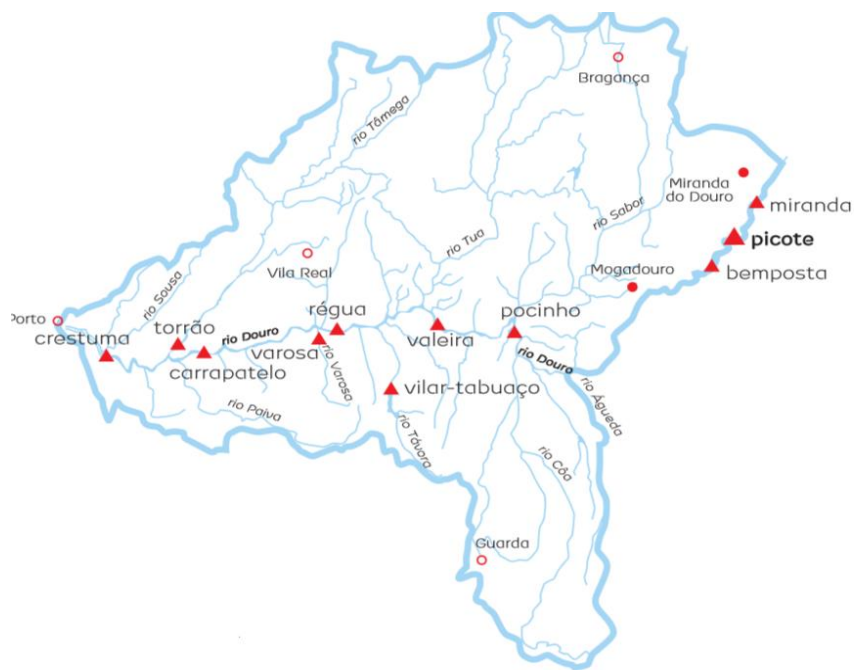 Bragança
rio Tâmega
Miranda
do Douro
miranda
rio Sabor
picote
rio Tua
Vila Real
Mogadouro
bemposta
rio Sousa
Porto
régua
pocinho
torrão
crestuma
rio Douro
varosa
valeira
carrapatelo
rio Douro
rio Varosa
vilar-tabuaço
rio Águeda
rio Paiva
rio Távora
rio Côa
Guarda